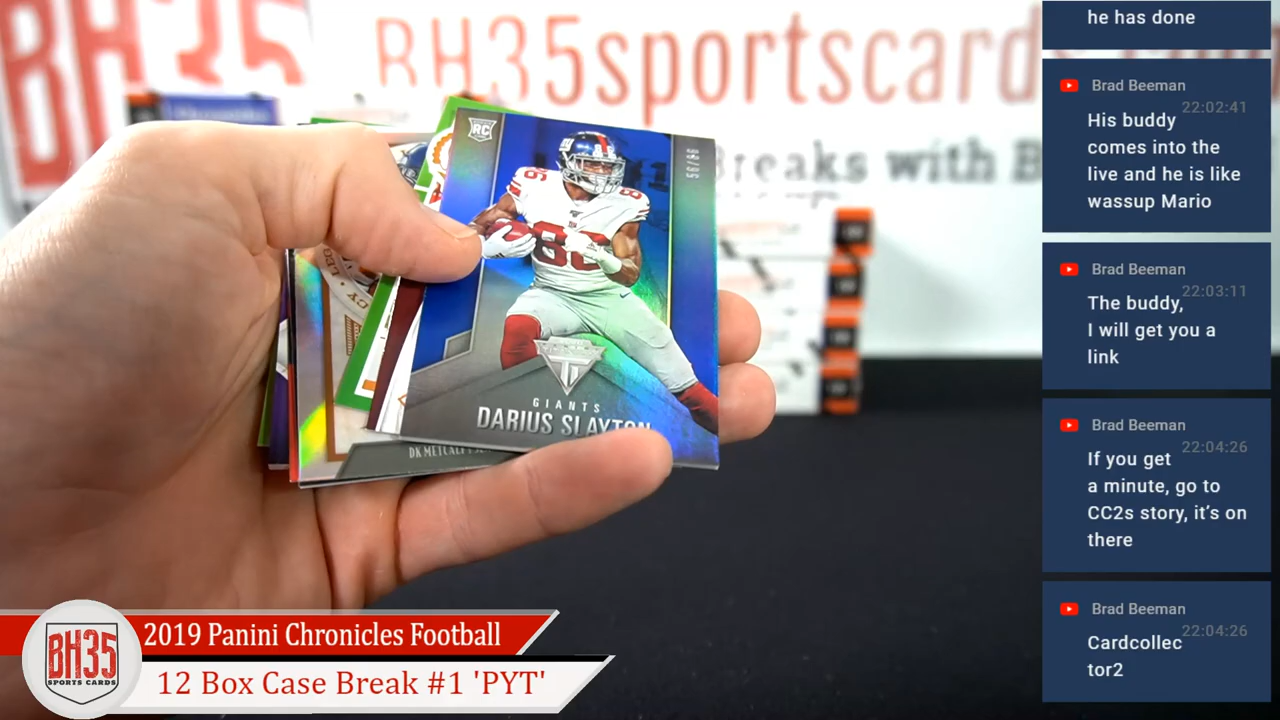 BH35
BH35sportscards
Breaks with B
RC
86
86
GIANTS
DARIUS SLAYTON
DK METCALF
he has done
Brad Beeman
22:02:41
His buddy
comes into the
live and he is like
wassup Mario
Brad Beeman
22:03:11
The buddy,
I will get you a
link
Brad Beeman
22:04:26
If you get
a minute, go to
CC2s story, it's on
there
Brad Beeman
22:04:26
Cardcollec
tor2
BH35
SPORTS CARDS
2019 Panini Chronicles Football
12 Box Case Break #1 'PYT'